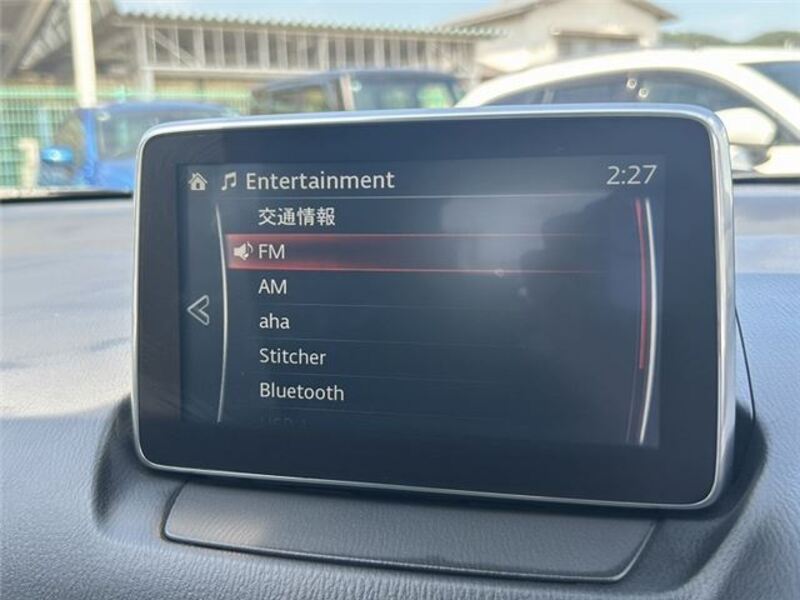 Entertainment 2:27
交通情報
FM
AM
aha
Stitcher
Bluetooth